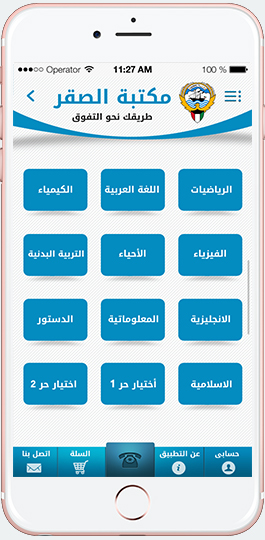 Operator 11:27 AM 100 %
مكتبة الصقر
طريقك نحو التفوق
الرياضيات اللغة العربية الكيمياء
الفيزياء الأحياء التربية البدنية
الانجليزية المعلوماتية الدستور
الاسلامية أختيار حر 1 اختيار حر 2
حسابى عن التطبيق السلة اتصل بنا